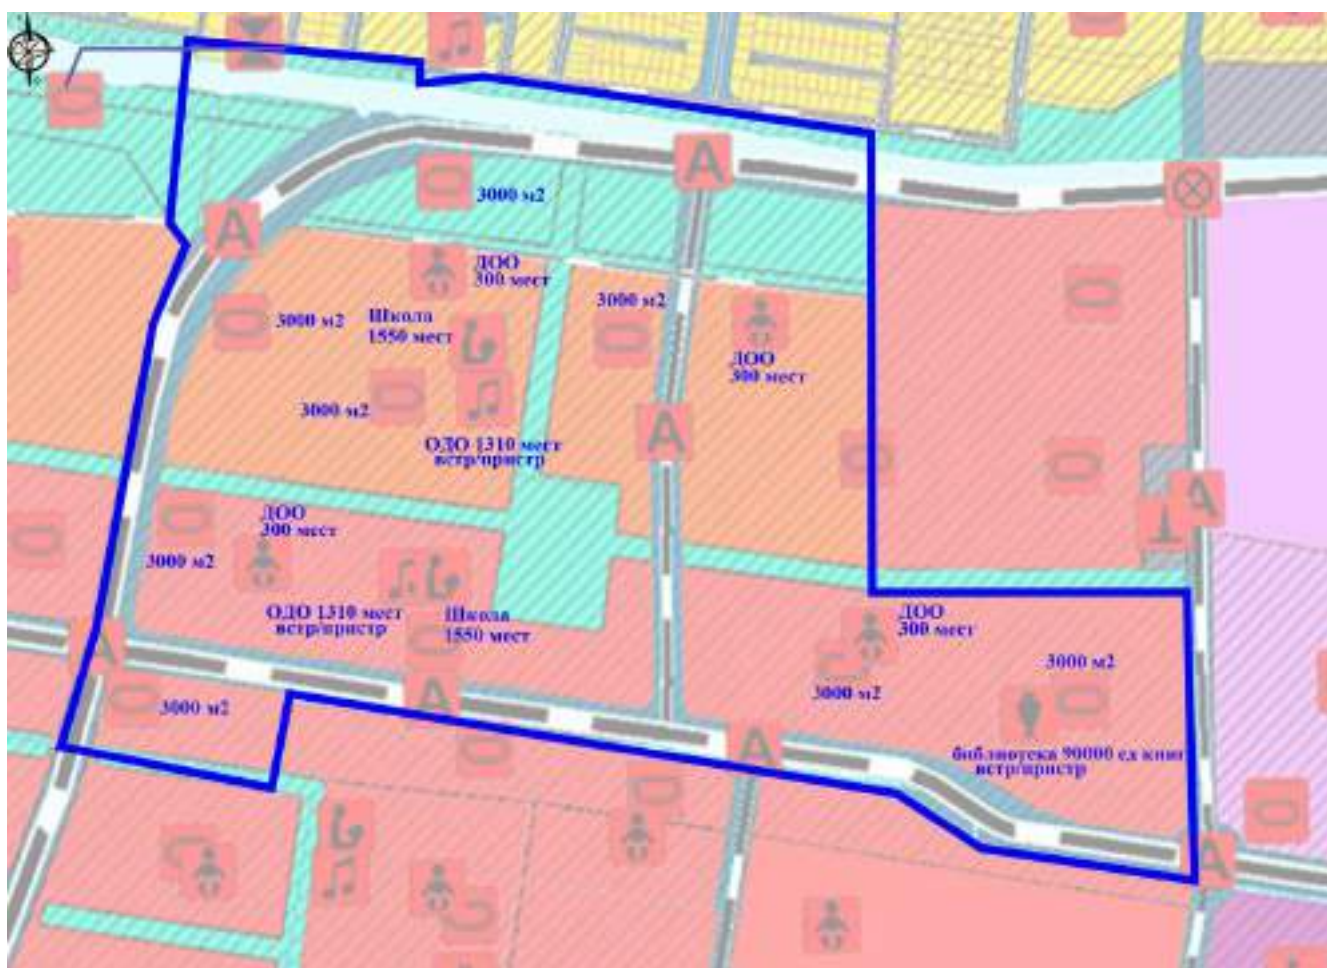 А
3000 м2
А
ДОО
300 мест
3000 м2
3000 м2
Школа
1550 мест
ДОО
300 мест
3000 м2
ОДО 1310 мест
встр/пристр
А
А
ДОО
300 мест
3000 м2
ОДО 1310 мест
встр/пристр
Школа
1550 мест
ДОО
300 мест
3000 м2
3000 м2
А
3000 м2
А
А
библиотека 90000 ед книг
встр/пристр
А